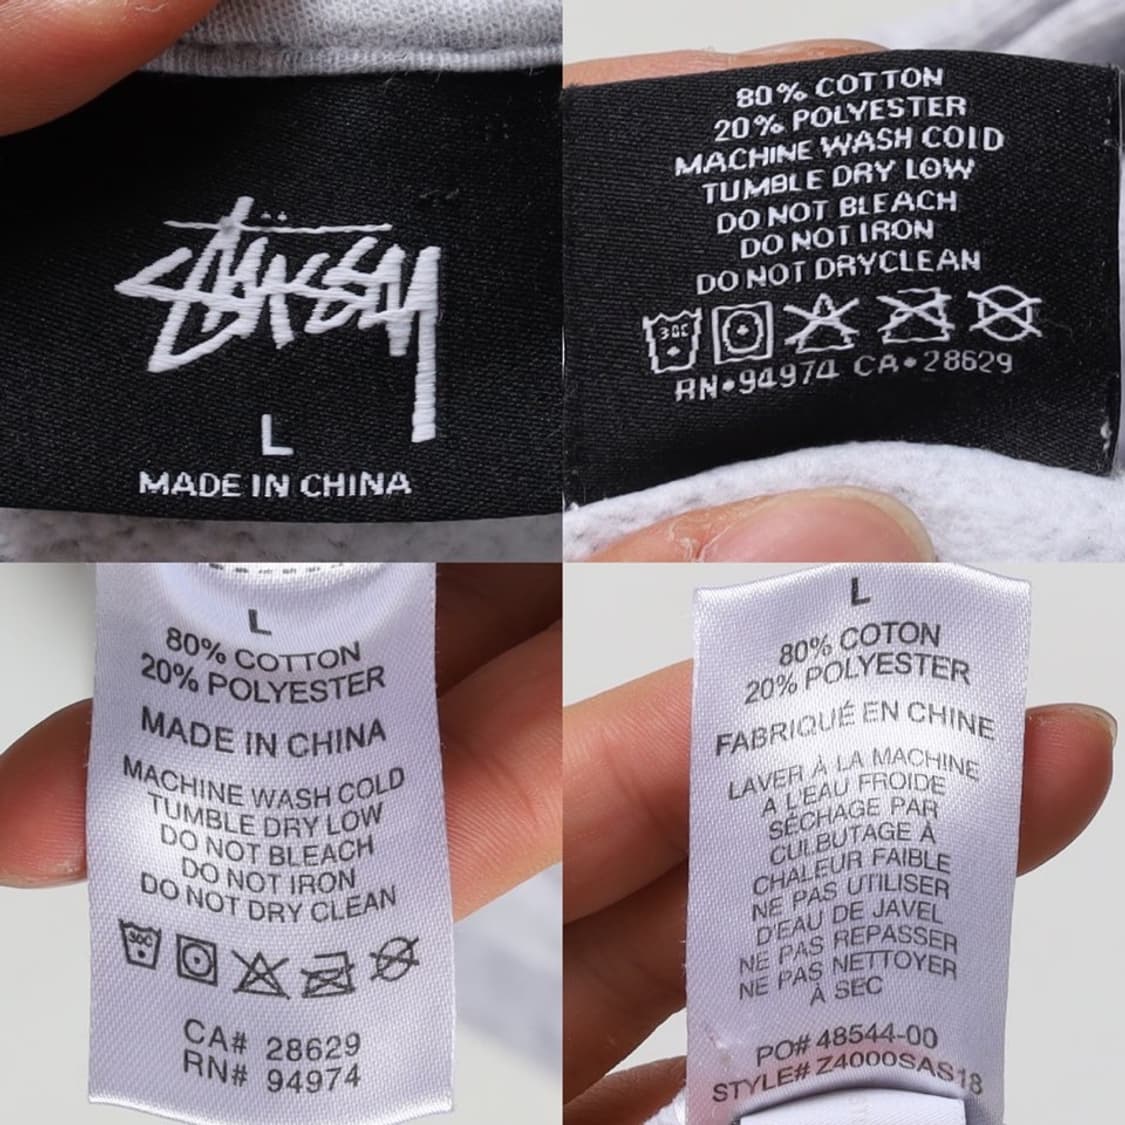 STÜSSY
L
MADE IN CHINA
80% COTTON
20% POLYESTER
MACHINE WASH COLD
TUMBLE DRY LOW
DO NOT BLEACH
DO NOT IRON
DO NOT DRYCLEAN
30C
RN•94974 CA•28629
L
80% COTTON
20% POLYESTER
MADE IN CHINA
MACHINE WASH COLD
TUMBLE DRY LOW
DO NOT BLEACH
DO NOT IRON
DO NOT DRY CLEAN
30C
CA# 28629
RN# 94974
L
80% COTON
20% POLYESTER
FABRIQUÉ EN CHINE
LAVER À LA MACHINE
A L'EAU FROIDE
SÉCHAGE PAR
CULBUTAGE À
CHALEUR FAIBLE
NE PAS UTILISER
D'EAU DE JAVEL
NE PAS REPASSER
NE PAS NETTOYER
À SEC
PO# 48544-00
STYLE# Z4000SAS18